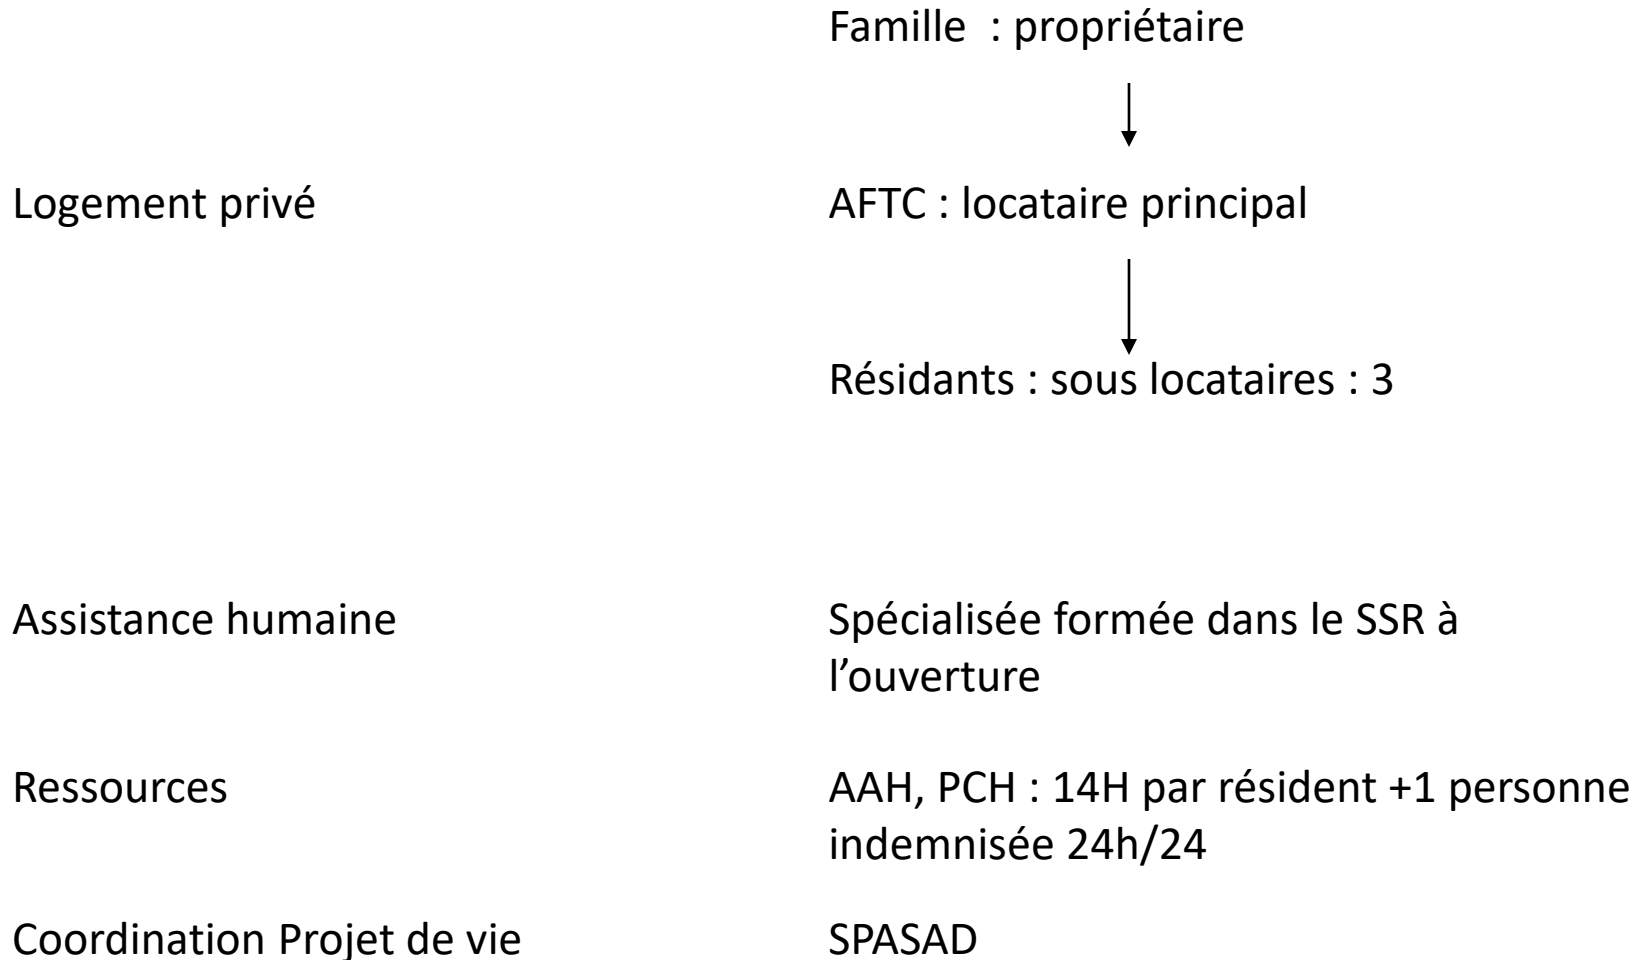 Famille  : propriétaire
Logement privé
AFTC : locataire principal
Résidants : sous locataires : 3
Assistance humaine
Spécialisée formée dans le SSR à
l’ouverture
Ressources
AAH, PCH : 14H par résident +1 personne
indemnisée 24h/24
Coordination Projet de vie
SPASAD